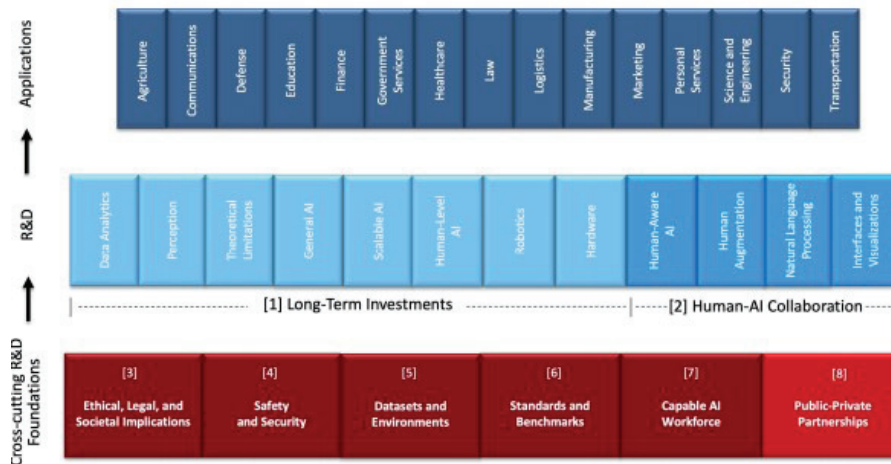 Applications
Agriculture
Communications
Defense
Education
Finance
Government
Services
Healthcare
Law
Logistics
Manufacturing
Marketing
Personal
Services
Science and
Engineering
Security
Transportation
R&D
Data Analytics
Perception
Theoretical
Limitations
General AI
Scalable AI
Human-Level
AI
Robotics
Hardware
Human-Aware
AI
Human
Augmentation
Natural Language
Processing
Interfaces and
Visualizations
[1] Long-Term Investments
[2] Human-AI Collaboration
Cross-cutting R&D
Foundations
[3]
Ethical, Legal, and
Societal Implications
[4]
Safety
and Security
[5]
Datasets and
Environments
[6]
Standards and
Benchmarks
[7]
Capable AI
Workforce
[8]
Public-Private
Partnerships